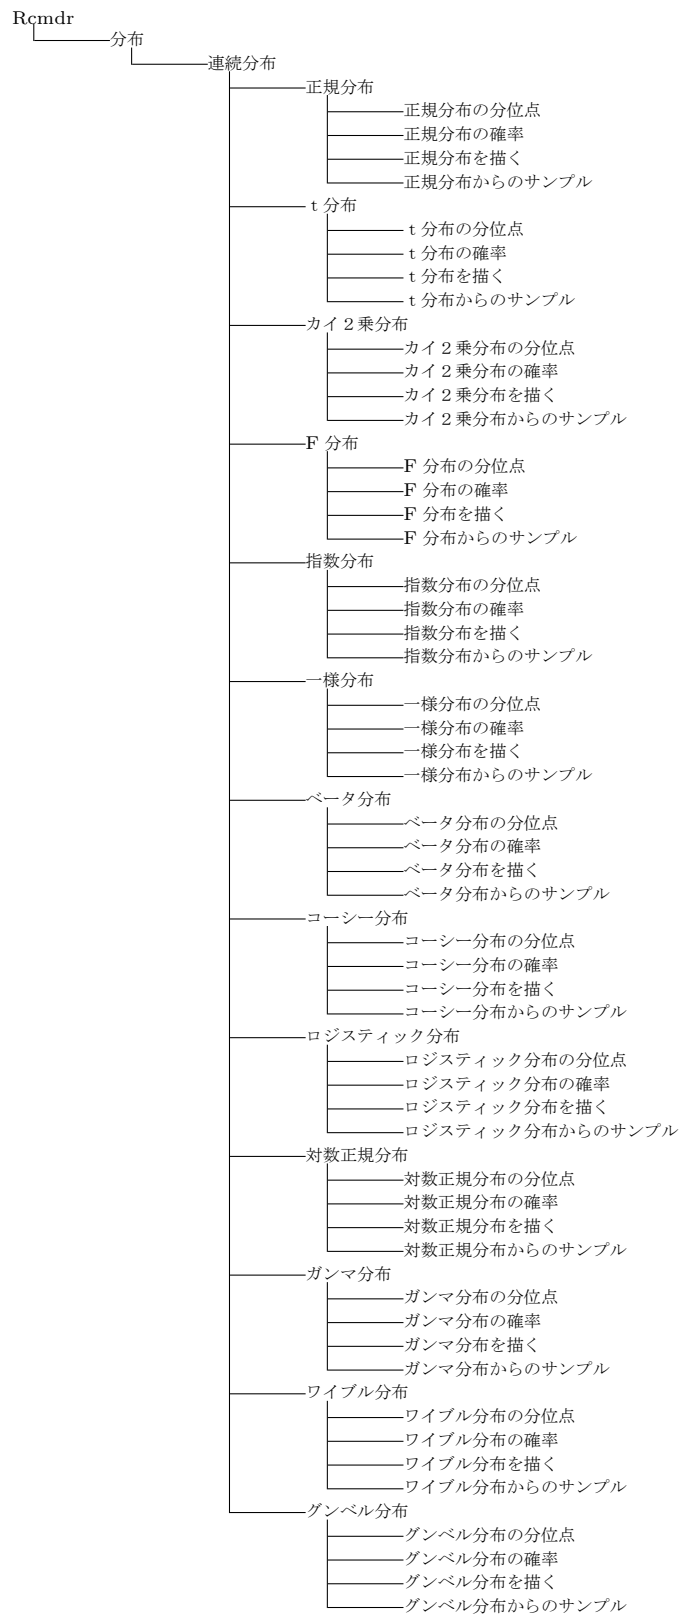 Rcmdr
分布
連続分布
正規分布
正規分布の分位点
正規分布の確率
正規分布を描く
正規分布からのサンプル
ｔ分布
ｔ分布の分位点
ｔ分布の確率
ｔ分布を描く
ｔ分布からのサンプル
カイ２乗分布
カイ２乗分布の分位点
カイ２乗分布の確率
カイ２乗分布を描く
カイ２乗分布からのサンプル
F 分布
F 分布の分位点
F 分布の確率
F 分布を描く
F 分布からのサンプル
指数分布
指数分布の分位点
指数分布の確率
指数分布を描く
指数分布からのサンプル
一様分布
一様分布の分位点
一様分布の確率
一様分布を描く
一様分布からのサンプル
ベータ分布
ベータ分布の分位点
ベータ分布の確率
ベータ分布を描く
ベータ分布からのサンプル
コーシー分布
コーシー分布の分位点
コーシー分布の確率
コーシー分布を描く
コーシー分布からのサンプル
ロジスティック分布
ロジスティック分布の分位点
ロジスティック分布の確率
ロジスティック分布を描く
ロジスティック分布からのサンプル
対数正規分布
対数正規分布の分位点
対数正規分布の確率
対数正規分布を描く
対数正規分布からのサンプル
ガンマ分布
ガンマ分布の分位点
ガンマ分布の確率
ガンマ分布を描く
ガンマ分布からのサンプル
ワイブル分布
ワイブル分布の分位点
ワイブル分布の確率
ワイブル分布を描く
ワイブル分布からのサンプル
グンベル分布
グンベル分布の分位点
グンベル分布の確率
グンベル分布を描く
グンベル分布からのサンプル